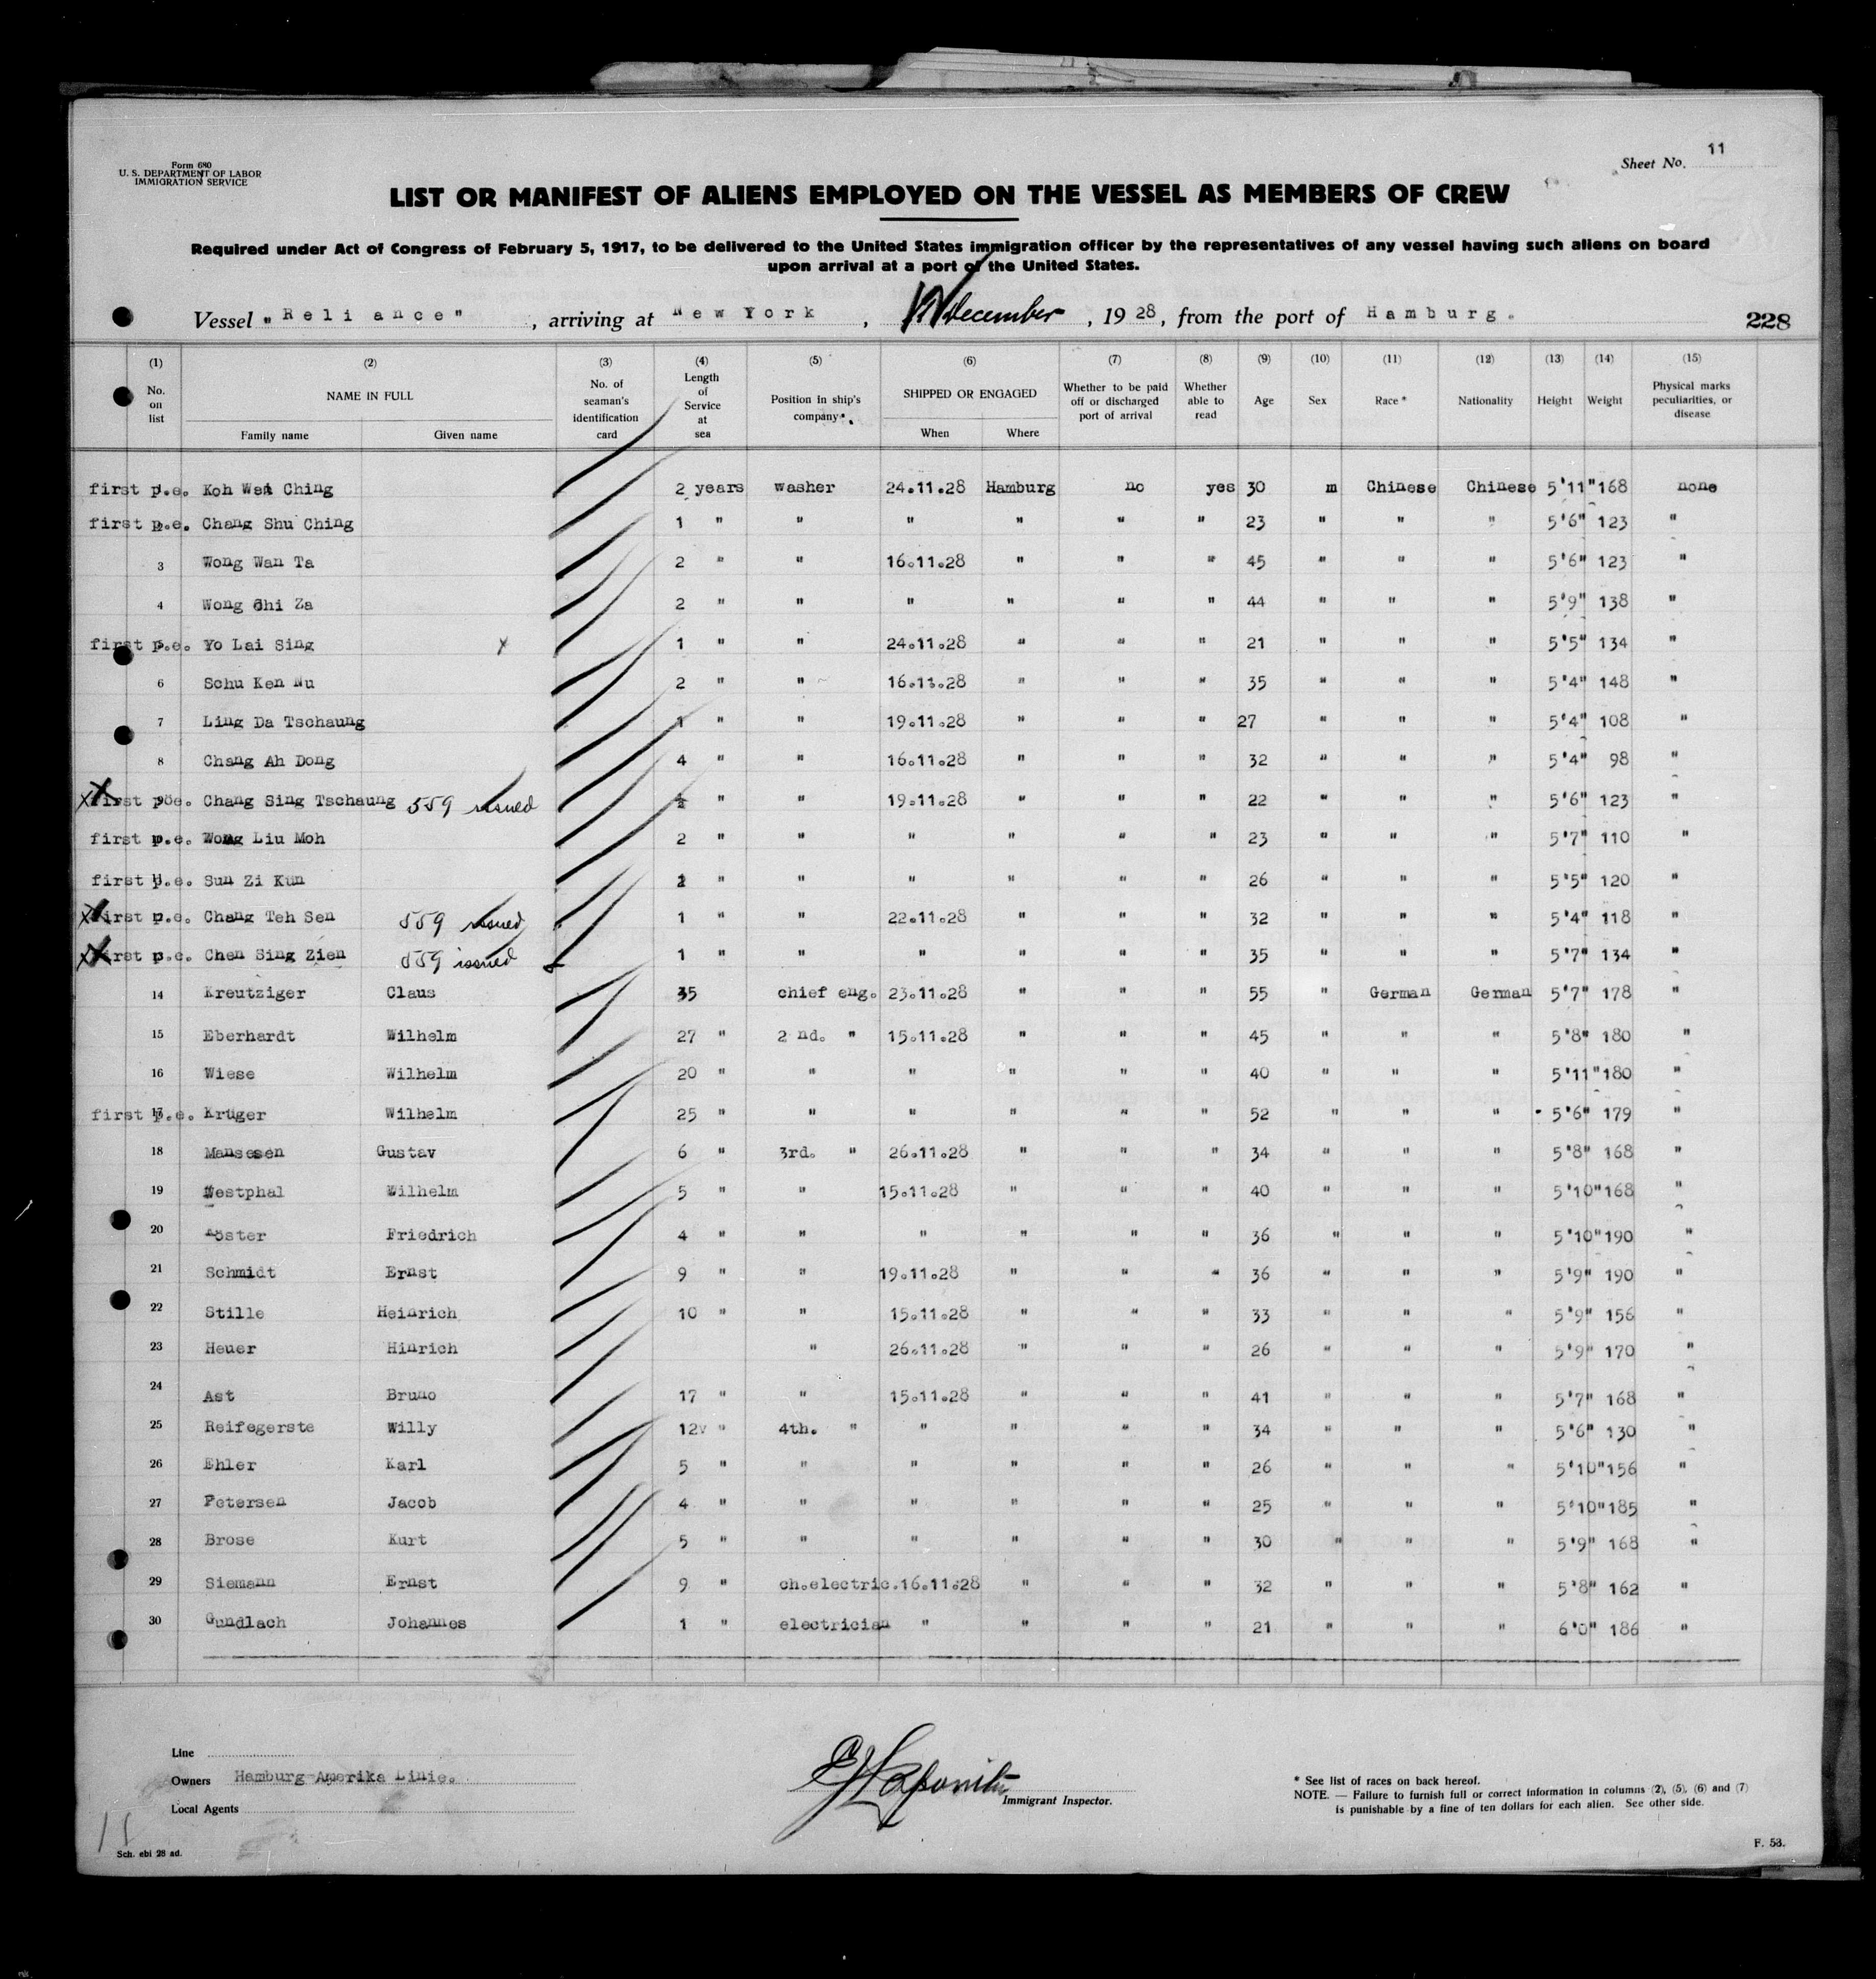 Form 680
U. S. DEPARTMENT OF LABOR
IMMIGRATION SERVICE
Sheet No. 11
LIST OR MANIFEST OF ALIENS EMPLOYED ON THE VESSEL AS MEMBERS OF CREW
Required under Act of Congress of February 5, 1917, to be delivered to the United States immigration officer by the representatives of any vessel having such aliens on board
upon arrival at a port of the United States.
Vessel "Reliance", arriving at New York, December, 1928, from the port of Hamburg.
228
(1) (2) (3) (4) (5) (6) (7) (8) (9) (10) (11) (12) (13) (14) (15)
No. on list NAME IN FULL No. of seaman's identification card Length of Service at sea Position in ship's company SHIPPED OR ENGAGED Whether to be paid off or discharged port of arrival Whether able to read Age Sex Race * Nationality Height Weight Physical marks peculiarities, or disease
Family name Given name When Where
first p.e. Koh Wei Ching 2 years washer 24.11.28 Hamburg no yes 30 m Chinese Chinese 5'11" 168 none
first p.e. Chang Shu Ching 1 " " " " " " 23 " " " 5'6" 123 "
3 Wong Wan Ta 2 " " 16.11.28 " " " 45 " " " 5'6" 123 "
4 Wong Chi Za 2 " " " " " " 44 " " " 5'9" 138 "
first p.e. Yo Lai Sing 1 " " 24.11.28 " " " 21 " " " 5'5" 134 "
6 Schu Ken Nu 2 " " 16.11.28 " " " 35 " " " 5'4" 148 "
7 Ling Da Tschaung 1 " " 19.11.28 " " " 27 " " " 5'4" 108 "
8 Chang Ah Dong 4 " " 16.11.28 " " " 32 " " " 5'4" 98 "
first p.e. Chang Sing Tschaung 559 issued " " 19.11.28 " " " 22 " " " 5'6" 123 "
first p.e. Wong Liu Moh 2 " " " " " " 23 " " " 5'7" 110 "
first p.e. Sun Zi Kun " " " " " " 26 " " " 5'5" 120 "
first p.e. Chang Teh Sen 559 issued 1 " " 22.11.28 " " " 32 " " " 5'4" 118 "
first p.e. Chen Sing Zien 559 issued 1 " " " " " " 35 " " " 5'7" 134 "
14 Kreutziger Claus 35 chief eng. 23.11.28 " " " 55 " German German 5'7" 178 "
15 Eberhardt Wilhelm 27 " 2 nd. " 15.11.28 " " " 45 " " " 5'8" 180 "
16 Wiese Wilhelm 20 " " " " " " 40 " " " 5'11" 180 "
first p.e. Krüger Wilhelm 25 " " " " " " 52 " " " 5'6" 179 "
18 Mansesen Gustav 6 " 3rd. " 26.11.28 " " " 34 " " " 5'8" 168 "
19 Westphal Wilhelm 5 " " 15.11.28 " " " 40 " " " 5'10" 168 "
20 Friedrich 4 " " " " " " 36 " " " 5'10" 190 "
21 Schmidt Ernst 9 " " 19.11.28 " " " 36 " " " 5'9" 190 "
22 Stille Heinrich 10 " " 15.11.28 " " " 33 " " " 5'9" 156 "
23 Heuer Hinrich " 26.11.28 " " " 26 " " " 5'9" 170 "
24 Ast Bruno 17 " " 15.11.28 " " " 41 " " " 5'7" 168 "
25 Reifegerste Willy 12 " 4th. " " " " " 34 " " " 5'6" 130 "
26 Ehler Karl 5 " " " " " " 26 " " " 5'10" 156 "
27 Petersen Jacob 4 " " " " " " 25 " " " 5'10" 185 "
28 Brose Kurt 5 " " " " " " 30 " " " 5'9" 168 "
29 Siemann Ernst 9 " ch.electric. 16.11.28 " " " 32 " " " 5'8" 162 "
30 Gundlach Johannes 1 " electrician " " " " 21 " " " 6'0" 186 "
Line
Owners Hamburg-Amerika Linie.
Local Agents
Immigrant Inspector.
* See list of races on back hereof.
NOTE. — Failure to furnish full or correct information in columns (2), (5), (6) and (7)
is punishable by a fine of ten dollars for each alien. See other side.
11
Sch. ebi 28 ad.
F. 53.